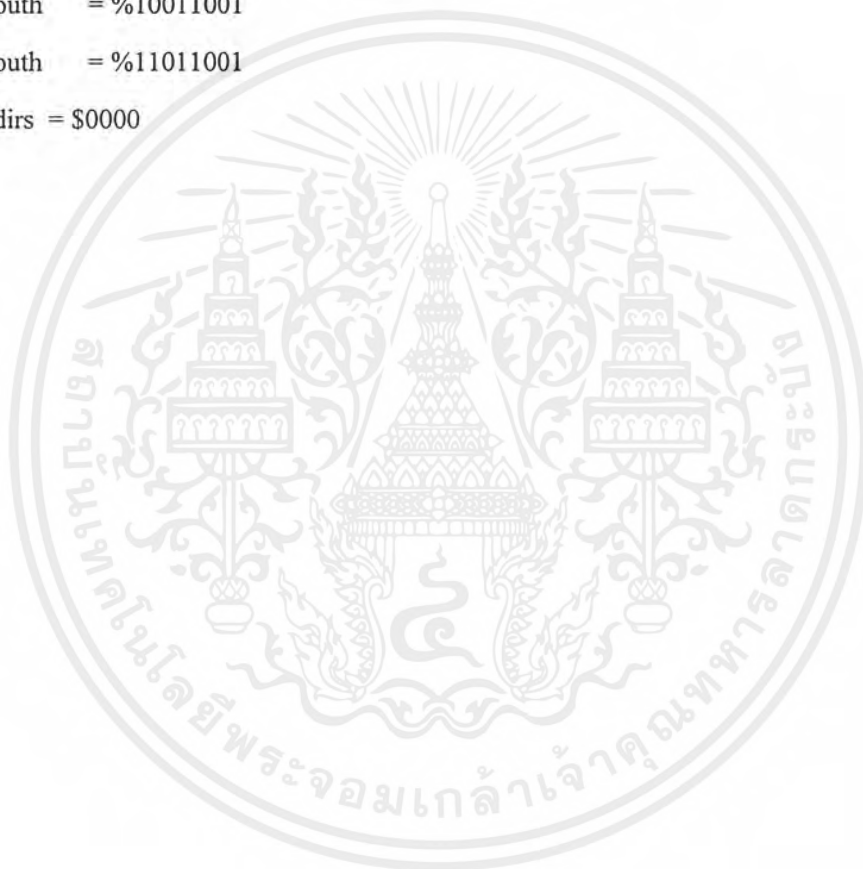 outh = %10011001
outh = %11011001
dirs = $0000
สถาบันเทคโนโลยีพระจอมเกล้าเจ้าคุณทหารลาดกระบัง